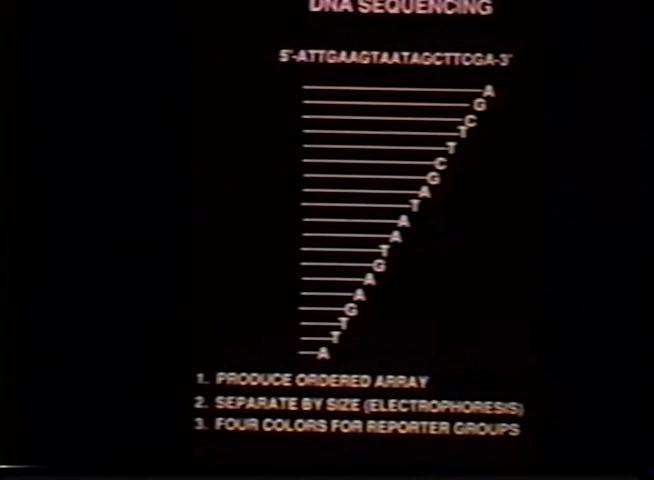 DNA SEQUENCING
5'-ATTGAAGTAATAGCTTCGA-3'
A
G
C
T
T
C
G
A
T
A
A
T
G
A
A
G
T
T
A
1. PRODUCE ORDERED ARRAY
2. SEPARATE BY SIZE (ELECTROPHORESIS)
3. FOUR COLORS FOR REPORTER GROUPS